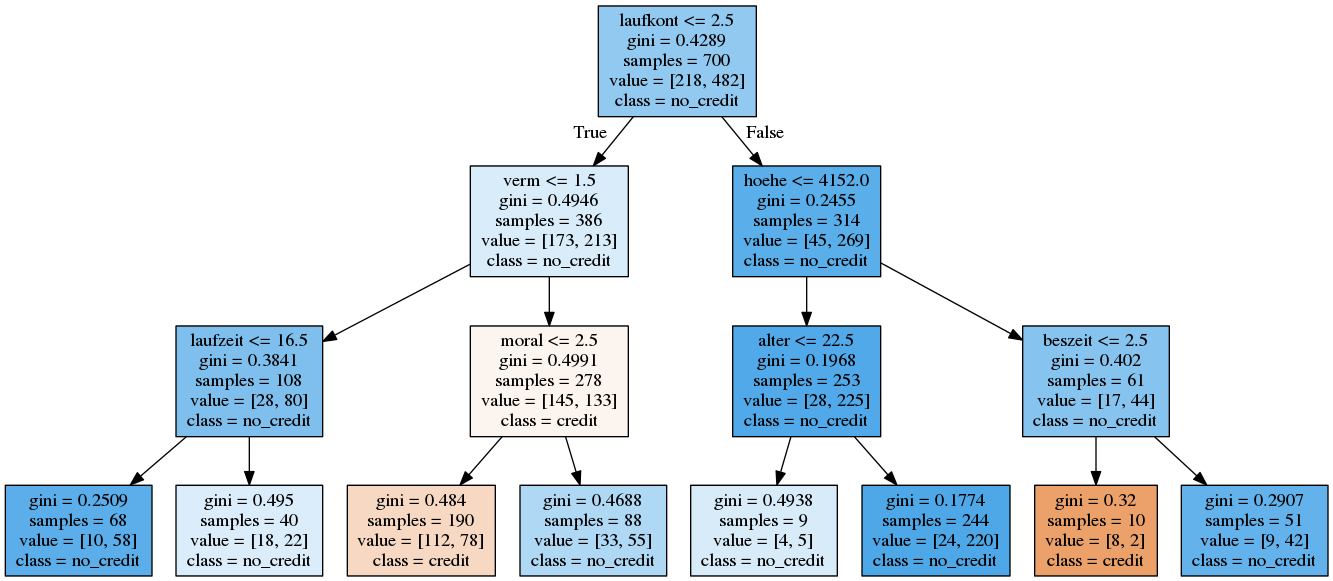 laufkont <= 2.5
gini = 0.4289
samples = 700
value = [218, 482]
class = no_credit
True
False
verm <= 1.5
gini = 0.4946
samples = 386
value = [173, 213]
class = no_credit
hoehe <= 4152.0
gini = 0.2455
samples = 314
value = [45, 269]
class = no_credit
laufzeit <= 16.5
gini = 0.3841
samples = 108
value = [28, 80]
class = no_credit
moral <= 2.5
gini = 0.4991
samples = 278
value = [145, 133]
class = credit
alter <= 22.5
gini = 0.1968
samples = 253
value = [28, 225]
class = no_credit
beszeit <= 2.5
gini = 0.402
samples = 61
value = [17, 44]
class = no_credit
gini = 0.2509
samples = 68
value = [10, 58]
class = no_credit
gini = 0.495
samples = 40
value = [18, 22]
class = no_credit
gini = 0.484
samples = 190
value = [112, 78]
class = credit
gini = 0.4688
samples = 88
value = [33, 55]
class = no_credit
gini = 0.4938
samples = 9
value = [4, 5]
class = no_credit
gini = 0.1774
samples = 244
value = [24, 220]
class = no_credit
gini = 0.32
samples = 10
value = [8, 2]
class = credit
gini = 0.2907
samples = 51
value = [9, 42]
class = no_credit